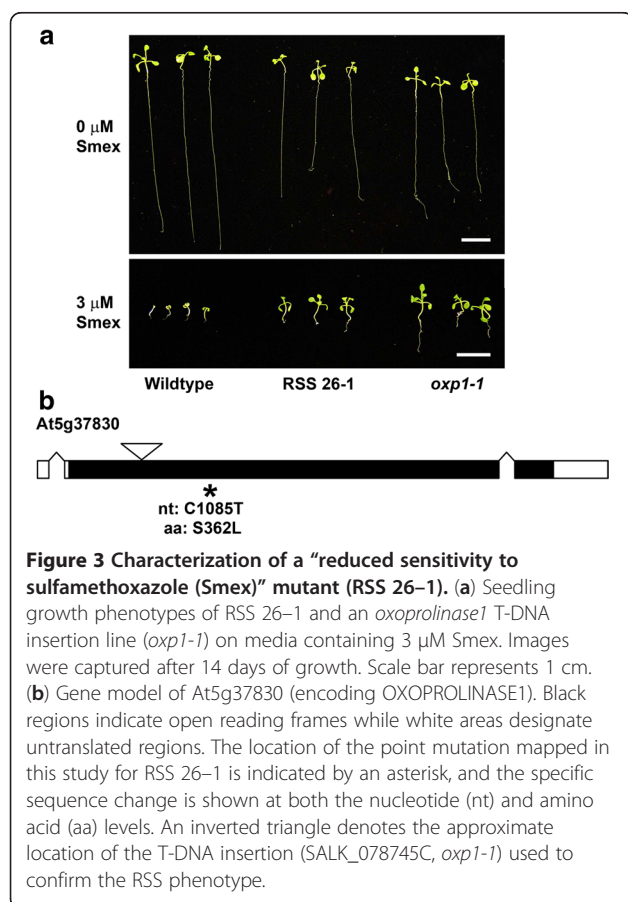 a
0 μM
Smex
3 μM
Smex
Wildtype RSS 26-1 oxp1-1
b
At5g37830
*
nt: C1085T
aa: S362L
Figure 3 Characterization of a “reduced sensitivity to
sulfamethoxazole (Smex)” mutant (RSS 26–1). (a) Seedling
growth phenotypes of RSS 26–1 and an oxoprolinase1 T-DNA
insertion line (oxp1-1) on media containing 3 μM Smex. Images
were captured after 14 days of growth. Scale bar represents 1 cm.
(b) Gene model of At5g37830 (encoding OXOPROLINASE1). Black
regions indicate open reading frames while white areas designate
untranslated regions. The location of the point mutation mapped in
this study for RSS 26–1 is indicated by an asterisk, and the specific
sequence change is shown at both the nucleotide (nt) and amino
acid (aa) levels. An inverted triangle denotes the approximate
location of the T-DNA insertion (SALK_078745C, oxp1-1) used to
confirm the RSS phenotype.